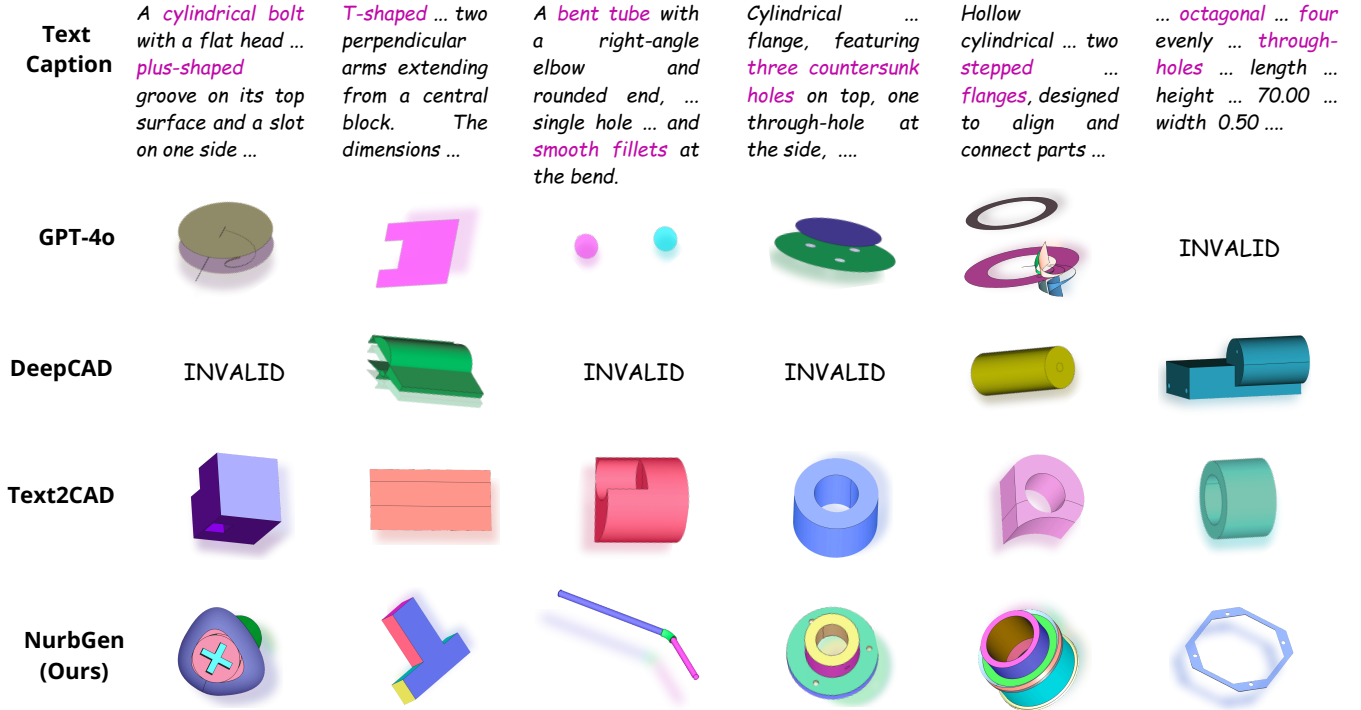 Text
Caption
A cylindrical bolt
with a flat head ...
plus-shaped
groove on its top
surface and a slot
on one side ...
T-shaped ... two
perpendicular
arms extending
from a central
block. The
dimensions ...
A bent tube with
a right-angle
elbow and
rounded end, ...
single hole ... and
smooth fillets at
the bend.
Cylindrical ...
flange, featuring
three countersunk
holes on top, one
through-hole at
the side, ....
Hollow
cylindrical ... two
stepped ...
flanges, designed
to align and
connect parts ...
... octagonal ... four
evenly ... through-
holes ... length ...
height ... 70.00 ...
width 0.50 ....
GPT-4o
INVALID
DeepCAD
INVALID
INVALID
INVALID
Text2CAD
NurbGen
(Ours)